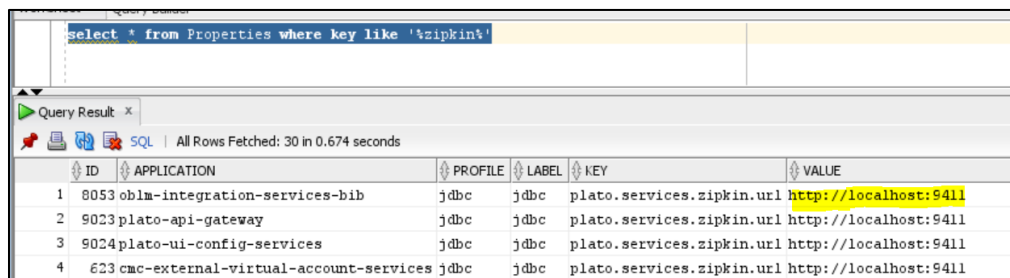 Query Builder
select * from Properties where key like '%zipkin%'
Query Result x
SQL | All Rows Fetched: 30 in 0.674 seconds
ID APPLICATION PROFILE LABEL KEY VALUE
1 8053 oblm-integration-services-bib jdbc jdbc plato.services.zipkin.url http://localhost:9411
2 9023 plato-api-gateway jdbc jdbc plato.services.zipkin.url http://localhost:9411
3 9024 plato-ui-config-services jdbc jdbc plato.services.zipkin.url http://localhost:9411
4 623 cmc-external-virtual-account-services jdbc jdbc plato.services.zipkin.url http://localhost:9411